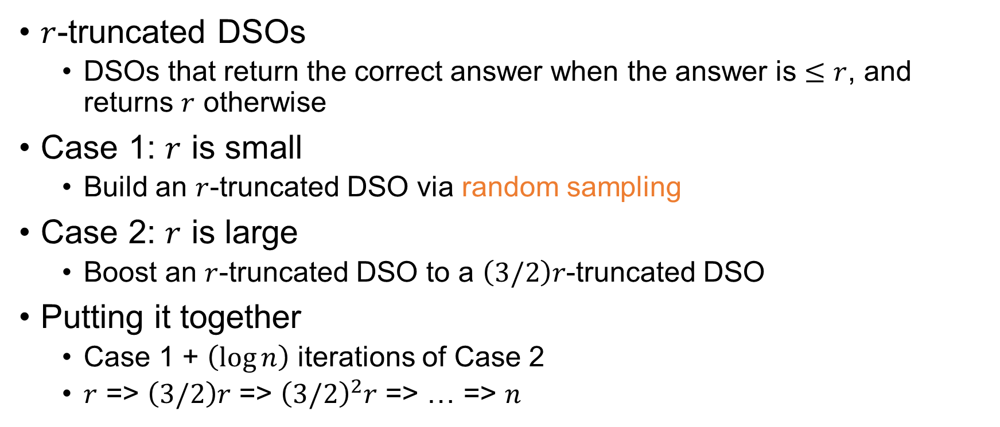 • r-truncated DSOs
• DSOs that return the correct answer when the answer is ≤ r, and
returns r otherwise
• Case 1: r is small
• Build an r-truncated DSO via random sampling
• Case 2: r is large
• Boost an r-truncated DSO to a (3/2)r-truncated DSO
• Putting it together
• Case 1 + (log n) iterations of Case 2
• r => (3/2)r => (3/2)²r => … => n